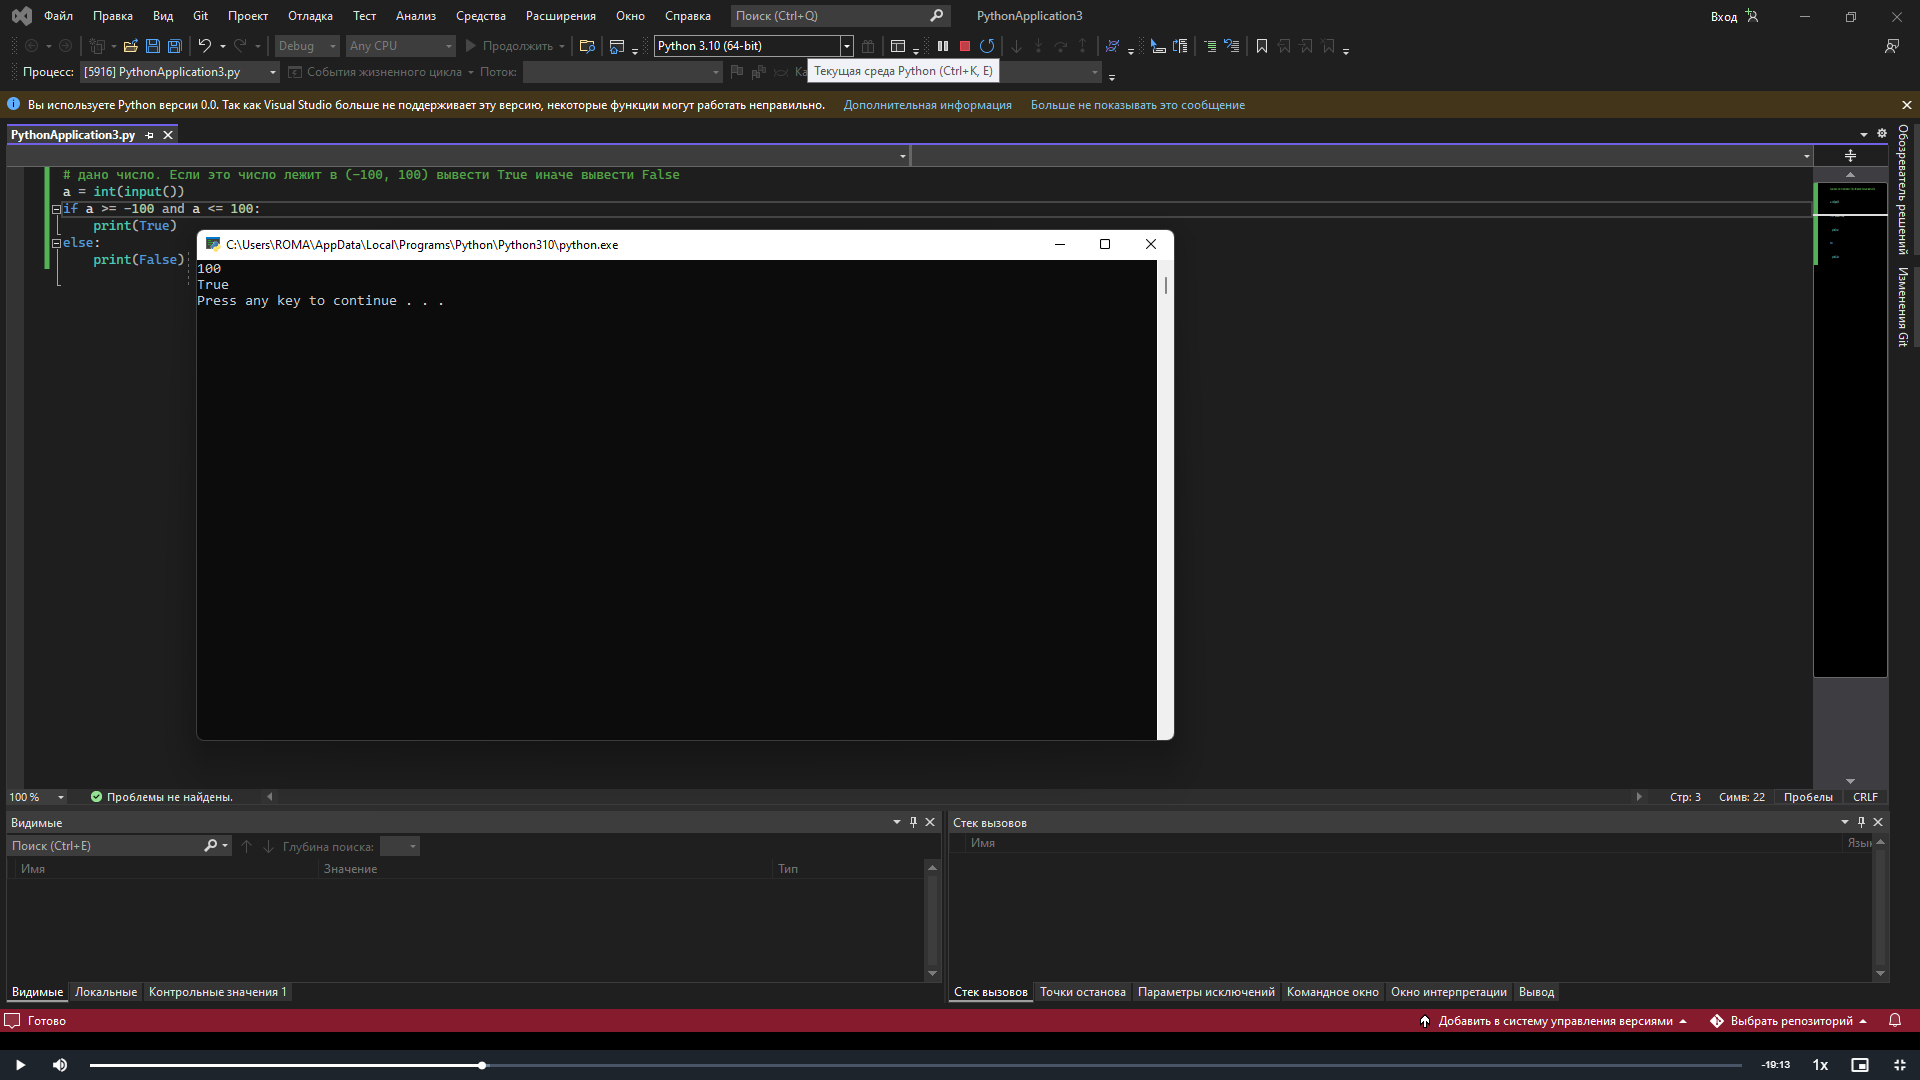 Файл Правка Вид Git Проект Отладка Тест Анализ Средства Расширения Окно Справка Поиск (Ctrl+Q) PythonApplication3 Вход
Debug Any CPU Продолжить Python 3.10 (64-bit)
Процесс: [5916] PythonApplication3.py События жизненного цикла Поток: Ка
Текущая среда Python (Ctrl+K, E)
Вы используете Python версии 0.0. Так как Visual Studio больше не поддерживает эту версию, некоторые функции могут работать неправильно. Дополнительная информация Больше не показывать это сообщение
PythonApplication3.py
Обозреватель решений
Изменения Git
# дано число. Если это число лежит в (-100, 100) вывести True иначе вывести False
a = int(input())
if a >= -100 and a <= 100:
print(True)
else:
print(False)
C:\Users\ROMA\AppData\Local\Programs\Python\Python310\python.exe
100
True
Press any key to continue . . .
100 % Проблемы не найдены. Стр: 3 Симв: 22 Пробелы CRLF
Видимые
Поиск (Ctrl+E) Глубина поиска:
Имя Значение Тип
Видимые Локальные Контрольные значения 1
Стек вызовов
Имя Язык
Стек вызовов Точки останова Параметры исключений Командное окно Окно интерпретации Вывод
Готово Добавить в систему управления версиями Выбрать репозиторий
-19:13 1x